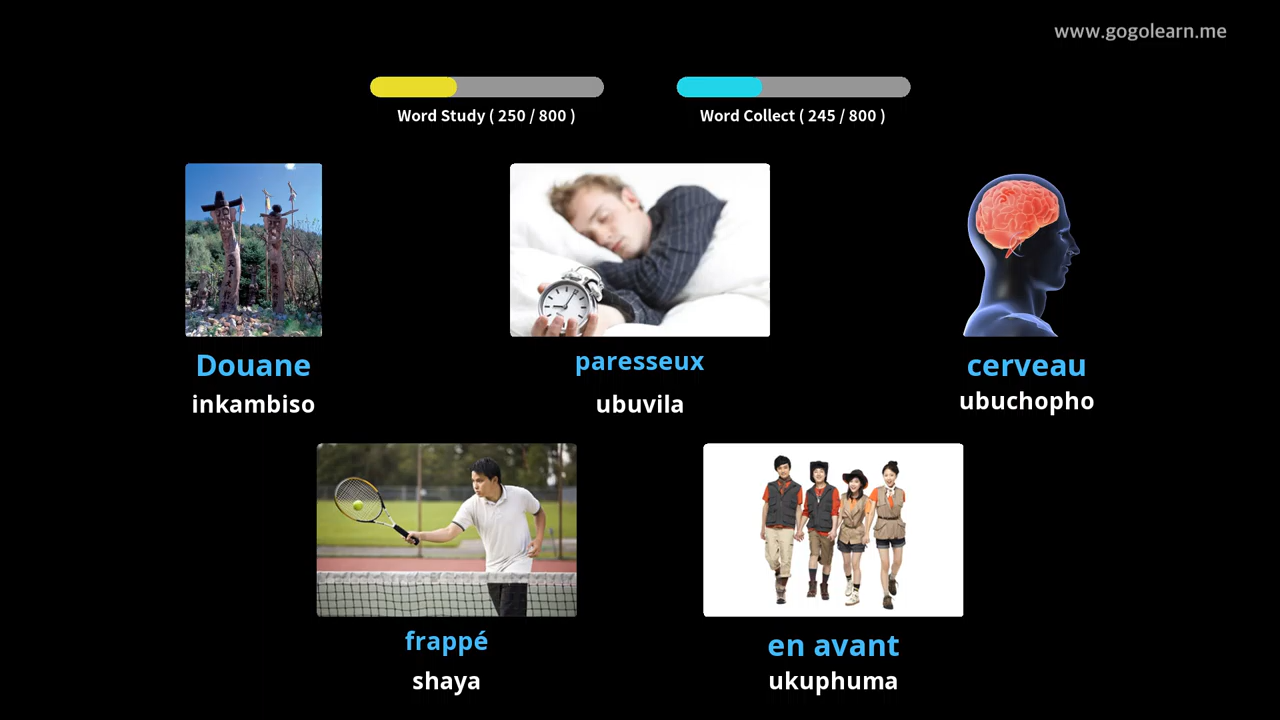 www.gogolearn.me
Word Study ( 250 / 800 )
Word Collect ( 245 / 800 )
Douane
inkambiso
paresseux
ubuvila
cerveau
ubuchopho
frappé
shaya
en avant
ukuphuma